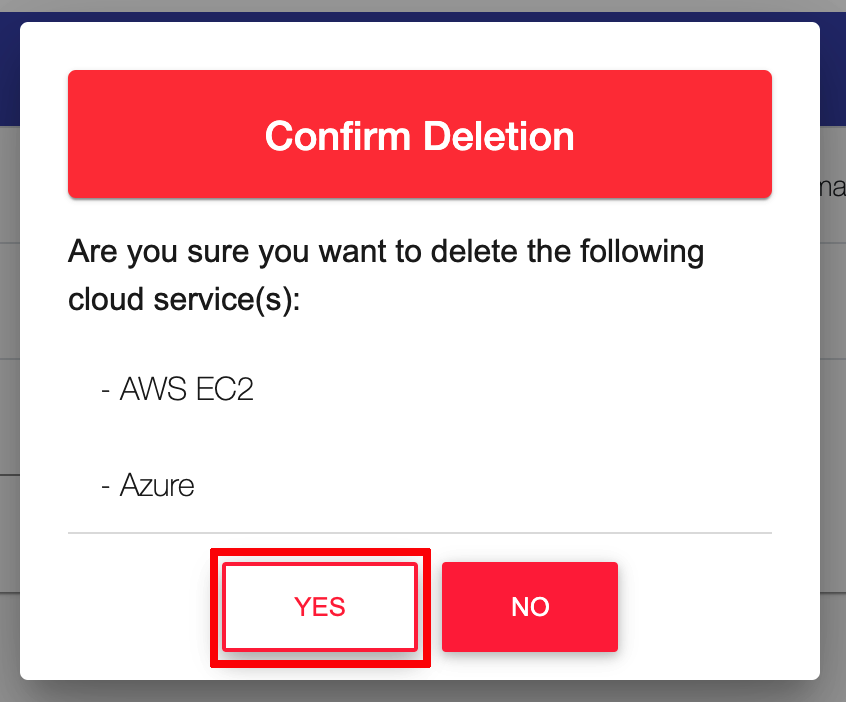 Confirm Deletion
Are you sure you want to delete the following
cloud service(s):
- AWS EC2
- Azure
YES
NO